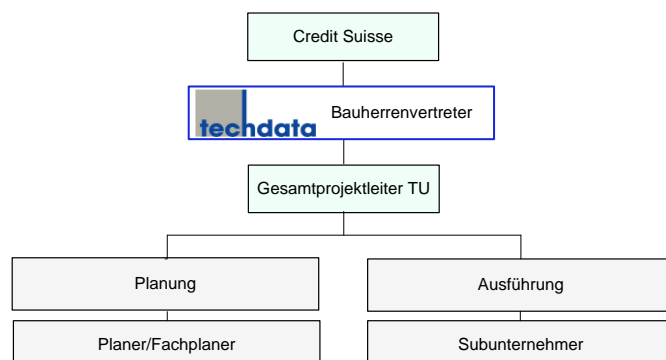 Credit Suisse
techdata Bauherrenvertreter
Gesamtprojektleiter TU
Planung Ausführung
Planer/Fachplaner Subunternehmer